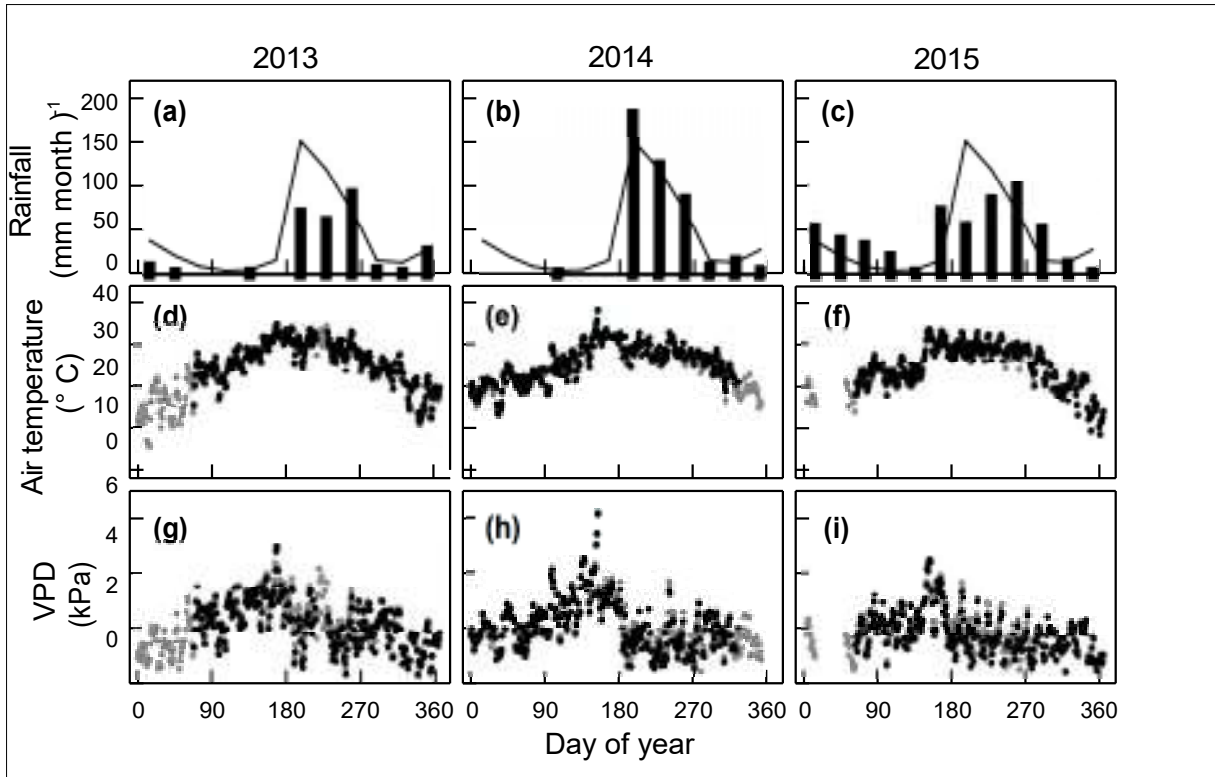 2013 2014 2015
Rainfall
(mm month )-1
200
150
100
50
0
(a) (b) (c)
Air temperature
(° C)
40
30
20
10
0
(d) (e) (f)
VPD
(kPa)
6
4
2
0
(g) (h) (i)
0 90 180 270 360 0 90 180 270 360 0 90 180 270 360
Day of year